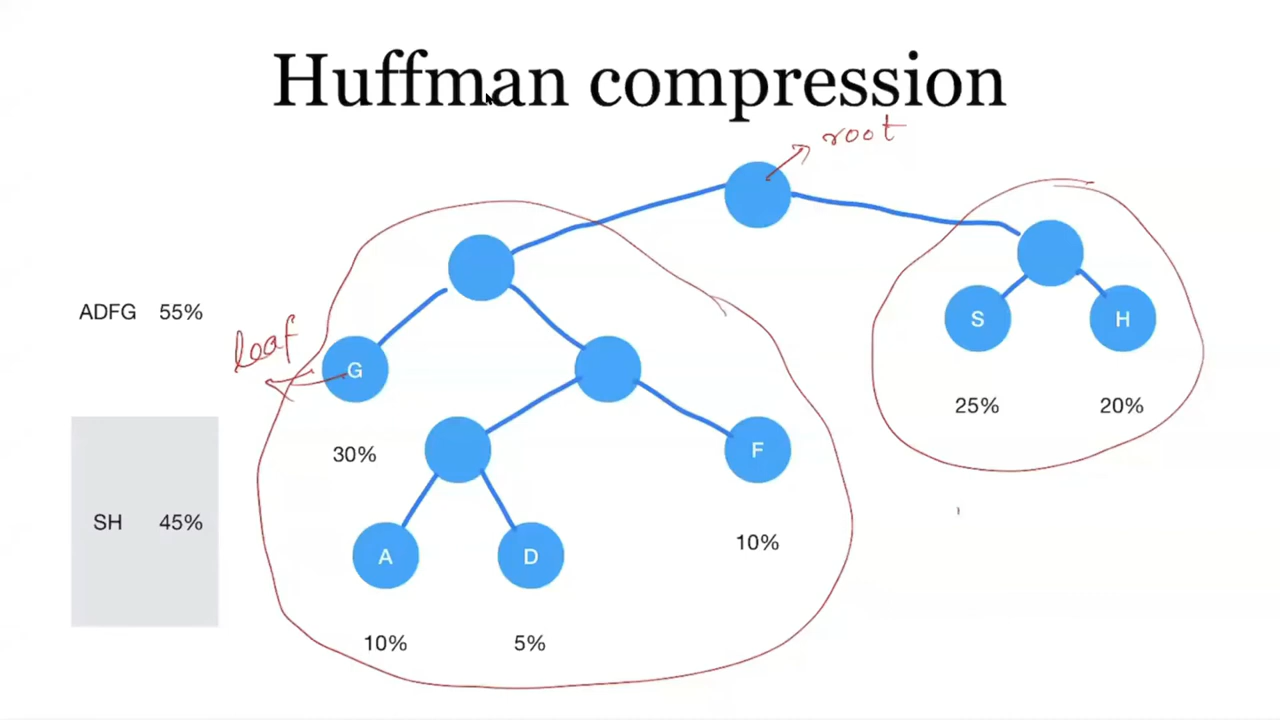 Huffman compression
root
ADFG 55%
leaf
G
S
H
25%
20%
30%
F
SH 45%
A
D
10%
10%
5%